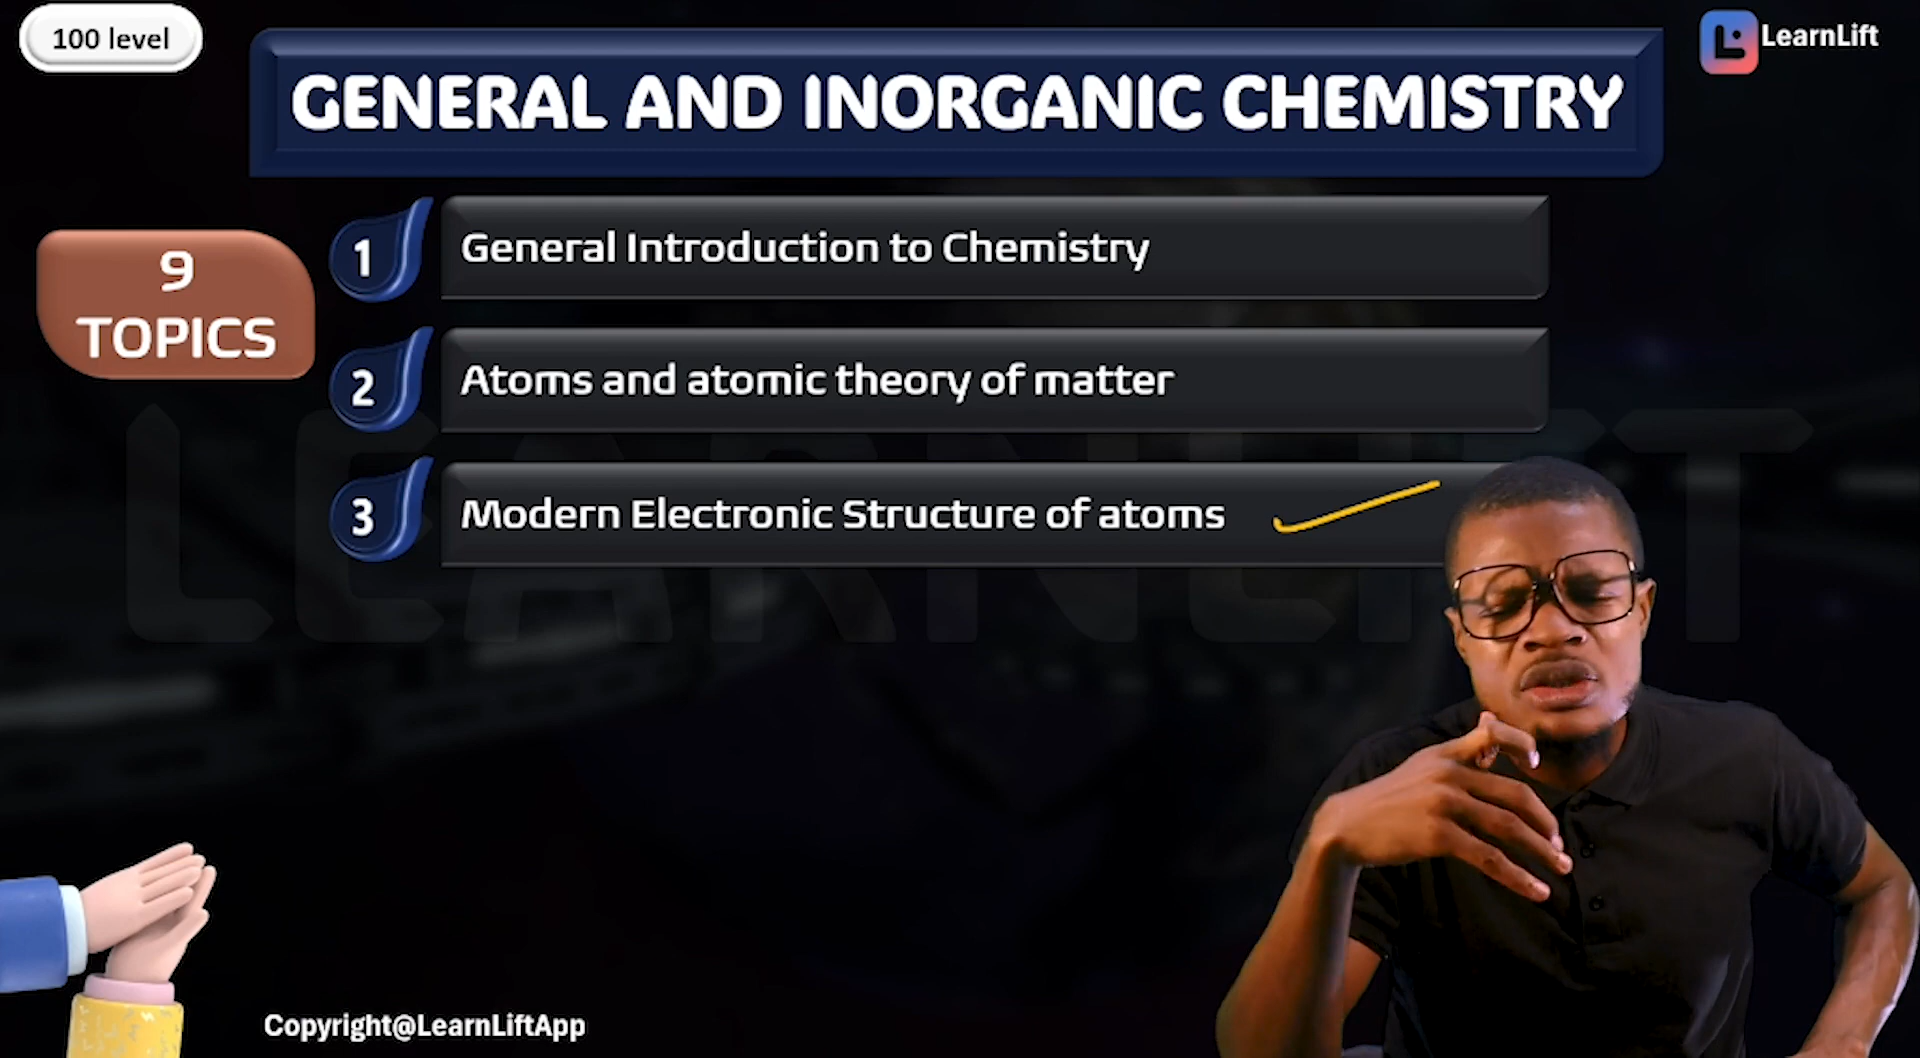 100 level
LearnLift
GENERAL AND INORGANIC CHEMISTRY
9
TOPICS
1
General Introduction to Chemistry
2
Atoms and atomic theory of matter
3
Modern Electronic Structure of atoms
LEARNLIFT
Copyright@LearnLiftApp